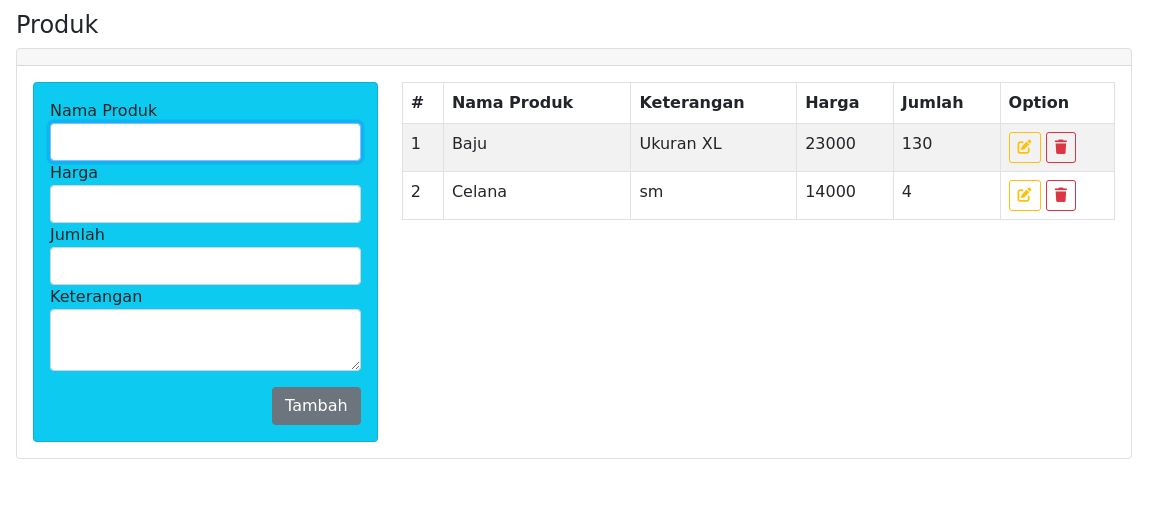 Produk
Nama Produk
Harga
Jumlah
Keterangan
Tambah
# Nama Produk Keterangan Harga Jumlah Option
1 Baju Ukuran XL 23000 130
2 Celana sm 14000 4